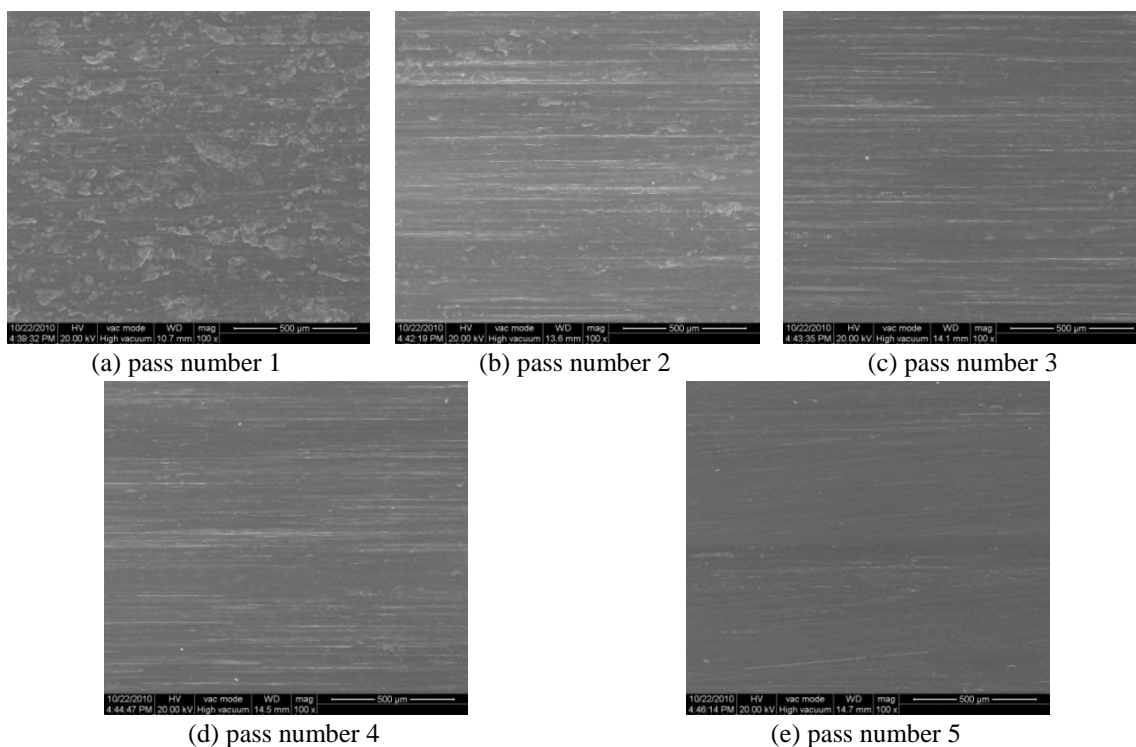 10/22/2010 HV vac mode WD mag 500 µm
4:39:32 PM 20.00 kV High vacuum 10.7 mm 100 x
(a) pass number 1
10/22/2010 HV vac mode WD mag 500 µm
4:42:19 PM 20.00 kV High vacuum 13.6 mm 100 x
(b) pass number 2
10/22/2010 HV vac mode WD mag 500 µm
4:43:35 PM 20.00 kV High vacuum 14.1 mm 100 x
(c) pass number 3
10/22/2010 HV vac mode WD mag 500 µm
4:44:47 PM 20.00 kV High vacuum 14.5 mm 100 x
(d) pass number 4
10/22/2010 HV vac mode WD mag 500 µm
4:46:14 PM 20.00 kV High vacuum 14.7 mm 100 x
(e) pass number 5